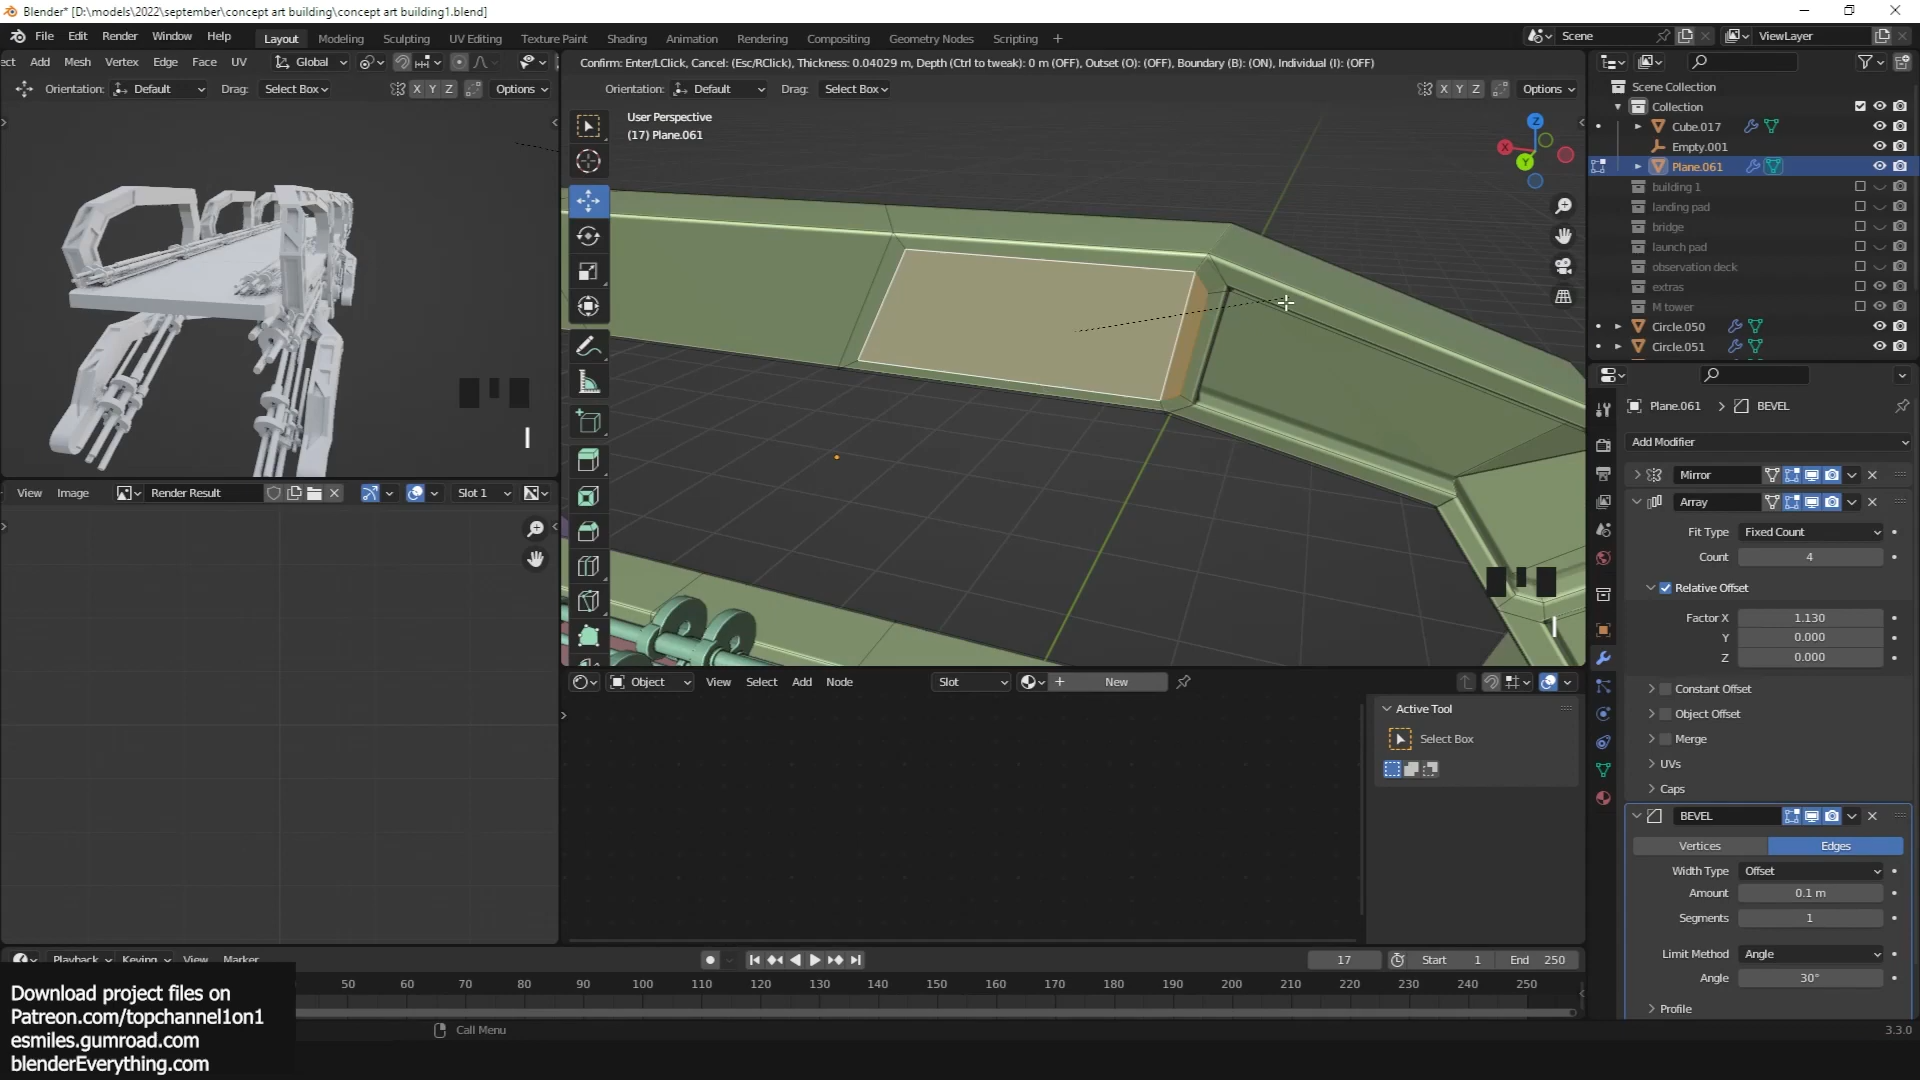 Blender* [D:\models\2022\september\concept art building\concept art building1.blend]
File Edit Render Window Help Layout Modeling Sculpting UV Editing Texture Paint Shading Animation Rendering Compositing Geometry Nodes Scripting + Scene ViewLayer
ect Add Mesh Vertex Edge Face UV Global
Confirm: Enter/LClick, Cancel: (Esc/RClick), Thickness: 0.04029 m, Depth (Ctrl to tweak): 0 m (OFF), Outset (O): (OFF), Boundary (B): (ON), Individual (I): (OFF)
Orientation: Default Drag: Select Box X Y Z Options
Orientation: Default Drag: Select Box X Y Z Options
User Perspective
(17) Plane.061
Z
X
Y
I
I
Scene Collection
Collection
Cube.017
Empty.001
Plane.061
building 1
landing pad
bridge
launch pad
observation deck
extras
M tower
Circle.050
Circle.051
Plane.061 > BEVEL
Add Modifier
Mirror
Array
Fit Type Fixed Count
Count 4
Relative Offset
Factor X 1.130
Y 0.000
Z 0.000
Constant Offset
Object Offset
Merge
UVs
Caps
BEVEL
Vertices Edges
Width Type Offset
Amount 0.1 m
Segments 1
Limit Method Angle
Angle 30°
Profile
View Image Render Result Slot 1
Object View Select Add Node Slot New
Active Tool
Select Box
Playback Keying View Marker 17 Start 1 End 250
50 60 70 80 90 100 110 120 130 140 150 160 170 180 190 200 210 220 230 240 250
Call Menu
3.3.0
Download project files on
Patreon.com/topchannel1on1
esmiles.gumroad.com
blenderEverything.com